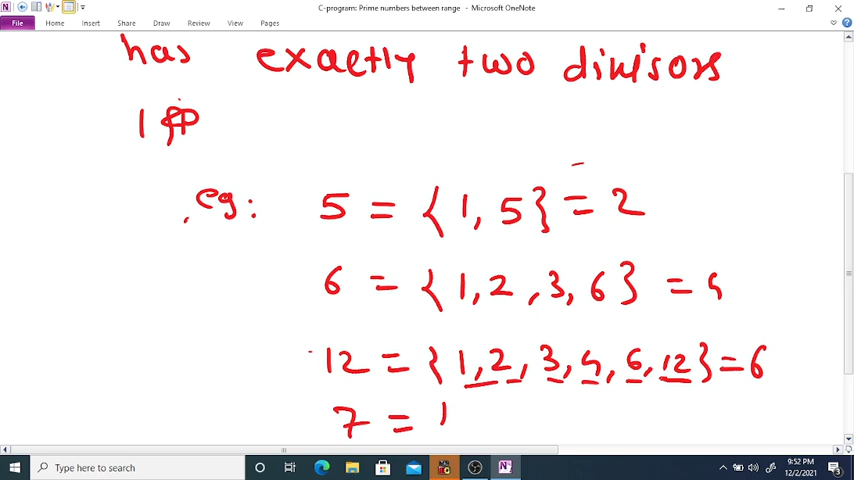 C-program: Prime numbers between range - Microsoft OneNote
File Home Insert Share Draw Review View Pages
has exactly two divisors
1 & P
eg: 5 = {1, 5} = 2
6 = {1, 2, 3, 6} = 4
12 = {1, 2, 3, 4, 6, 12} = 6
7 = 1
Type here to search
9:52 PM
12/2/2021
3